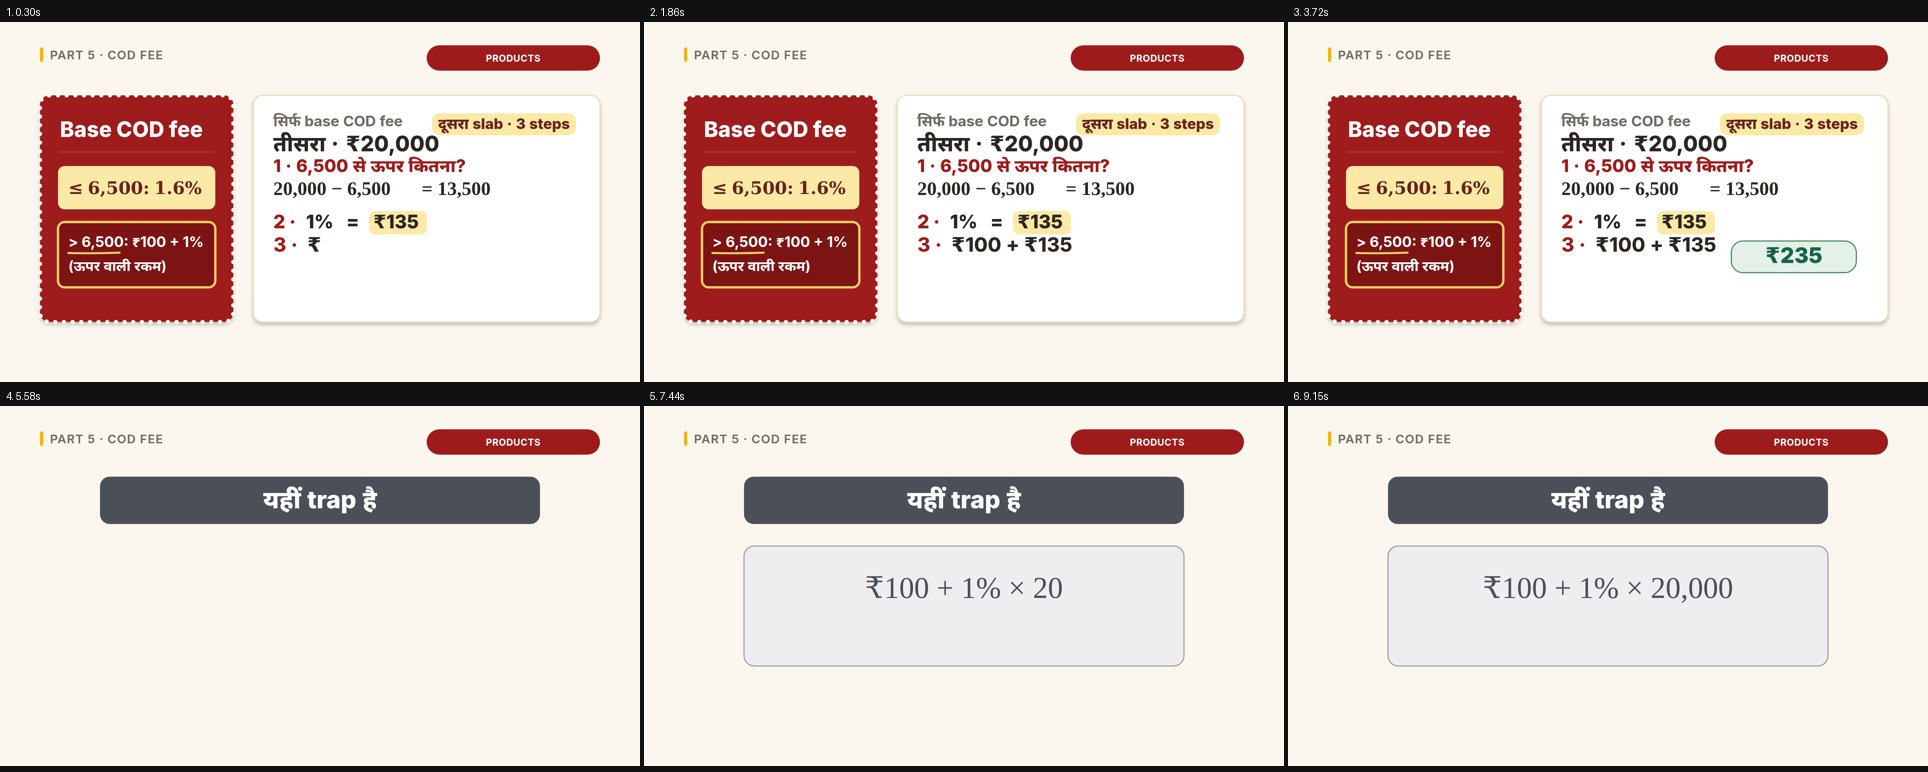 1. 0.30s
PART 5 · COD FEE
PRODUCTS
Base COD fee
≤ 6,500: 1.6%
> 6,500: ₹100 + 1%
(ऊपर वाली रकम)
सिर्फ base COD fee
दूसरा slab · 3 steps
तीसरा · ₹20,000
1 · 6,500 से ऊपर कितना?
20,000 − 6,500 = 13,500
2 · 1% = ₹135
3 · ₹
2. 1.86s
PART 5 · COD FEE
PRODUCTS
Base COD fee
≤ 6,500: 1.6%
> 6,500: ₹100 + 1%
(ऊपर वाली रकम)
सिर्फ base COD fee
दूसरा slab · 3 steps
तीसरा · ₹20,000
1 · 6,500 से ऊपर कितना?
20,000 − 6,500 = 13,500
2 · 1% = ₹135
3 · ₹100 + ₹135
3. 3.72s
PART 5 · COD FEE
PRODUCTS
Base COD fee
≤ 6,500: 1.6%
> 6,500: ₹100 + 1%
(ऊपर वाली रकम)
सिर्फ base COD fee
दूसरा slab · 3 steps
तीसरा · ₹20,000
1 · 6,500 से ऊपर कितना?
20,000 − 6,500 = 13,500
2 · 1% = ₹135
3 · ₹100 + ₹135
₹235
4. 5.58s
PART 5 · COD FEE
PRODUCTS
यहीं trap है
5. 7.44s
PART 5 · COD FEE
PRODUCTS
यहीं trap है
₹100 + 1% × 20
6. 9.15s
PART 5 · COD FEE
PRODUCTS
यहीं trap है
₹100 + 1% × 20,000